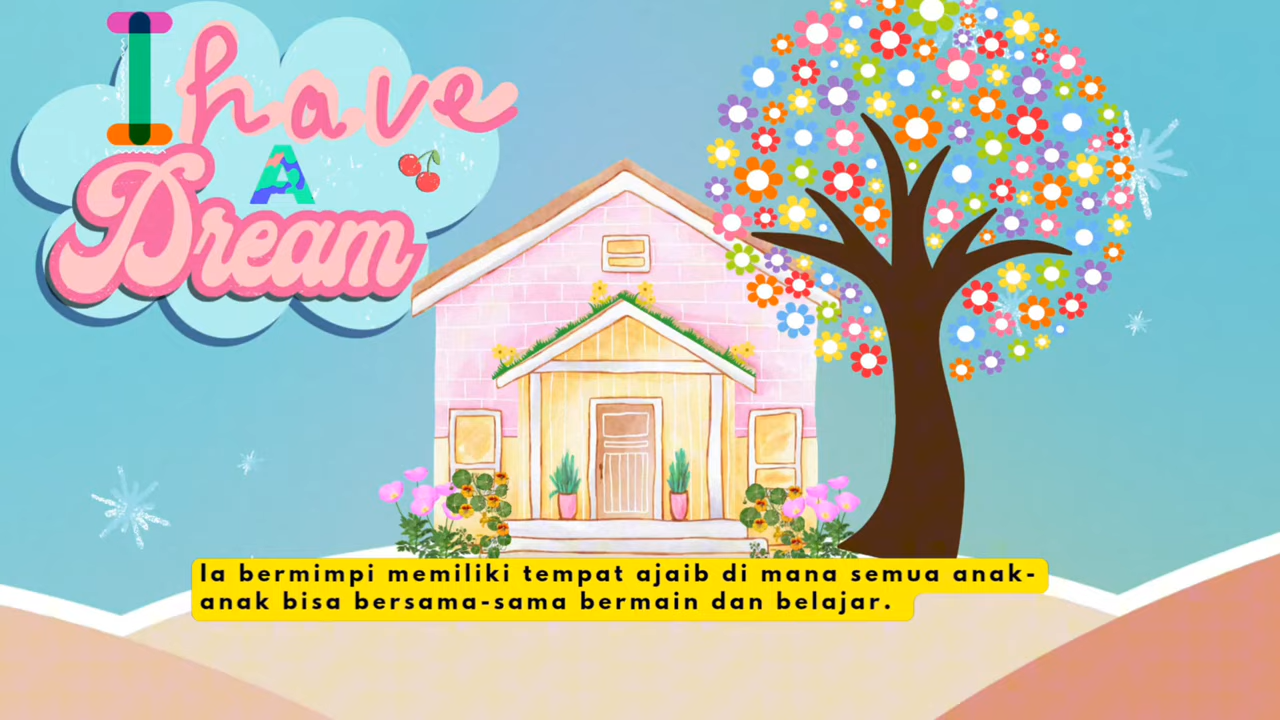 I have
A
Dream
Ia bermimpi memiliki tempat ajaib di mana semua anak-
anak bisa bersama-sama bermain dan belajar.